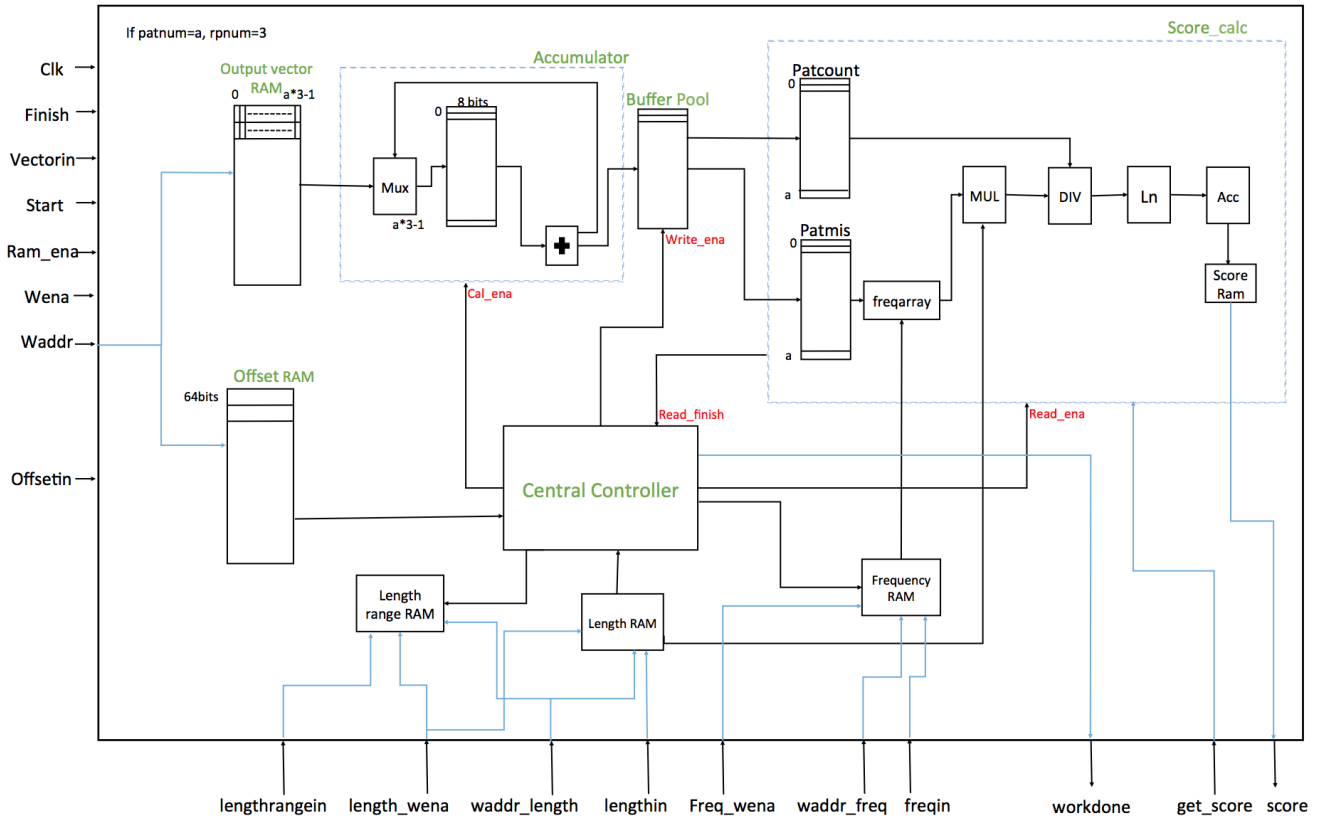 If patnum=a, rpnum=3
Score_calc
Clk
Output vector
RAM
0
a*3-1
Accumulator
Patcount
0
a
Finish
8 bits
0
Buffer Pool
Vectorin
Mux
a*3-1
MUL
DIV
Ln
Acc
Start
Ram_ena
Write_ena
Patmis
0
a
Score
Ram
Wena
Cal_ena
freqarray
Waddr
Offset RAM
64bits
Read_finish
Read_ena
Offsetin
Central Controller
Length
range RAM
Length RAM
Frequency
RAM
lengthrangein
length_wena
waddr_length
lengthin
Freq_wena
waddr_freq
freqin
workdone
get_score
score